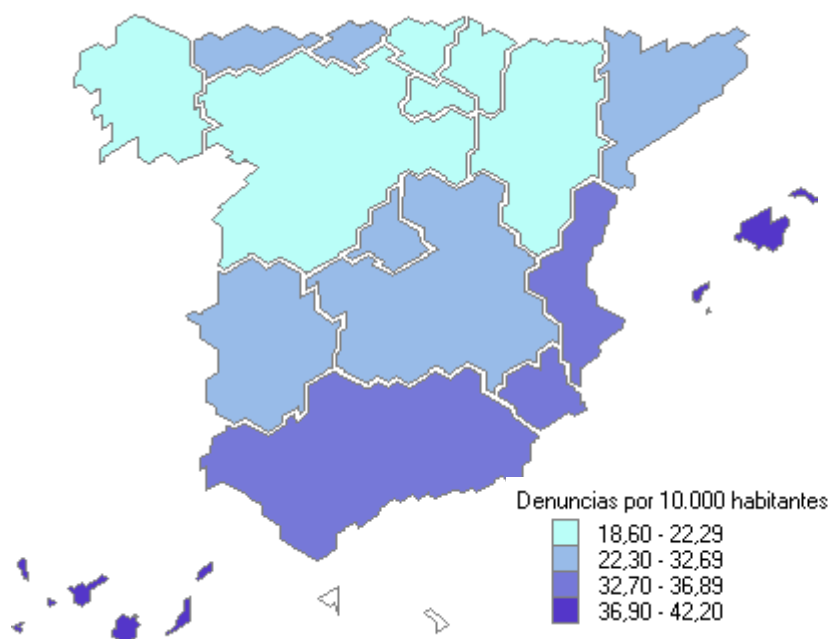 Denuncias por 10.000 habitantes
18,60 - 22,29
22,30 - 32,69
32,70 - 36,89
36,90 - 42,20